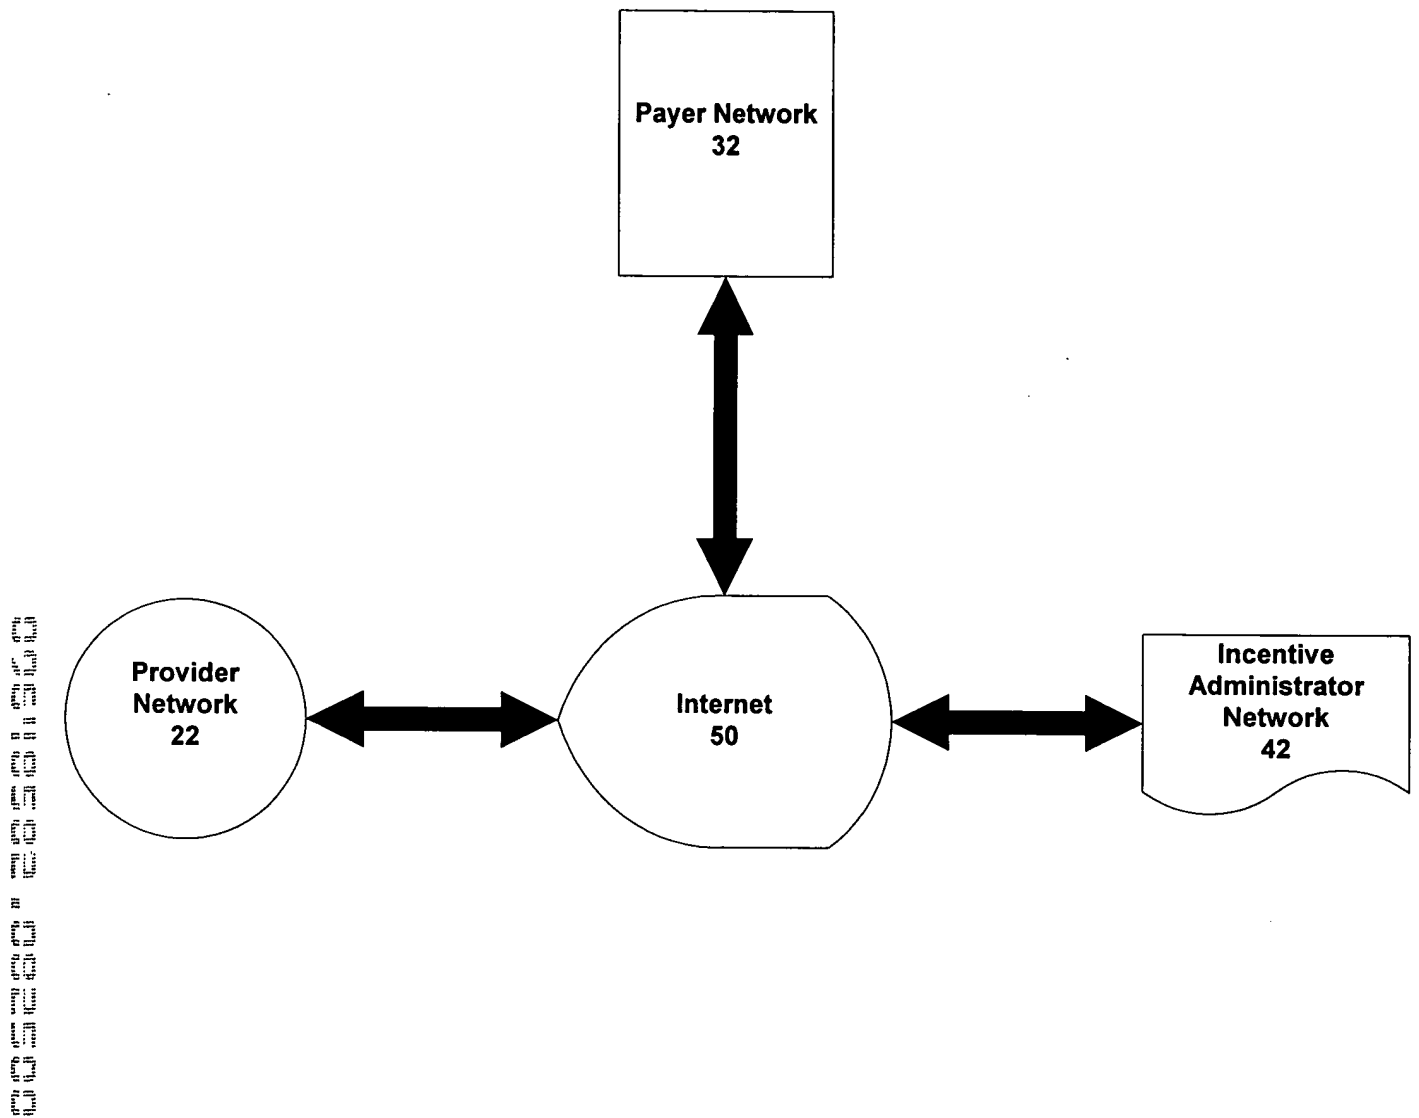 Payer Network
32
Provider
Network
22
Internet
50
Incentive
Administrator
Network
42